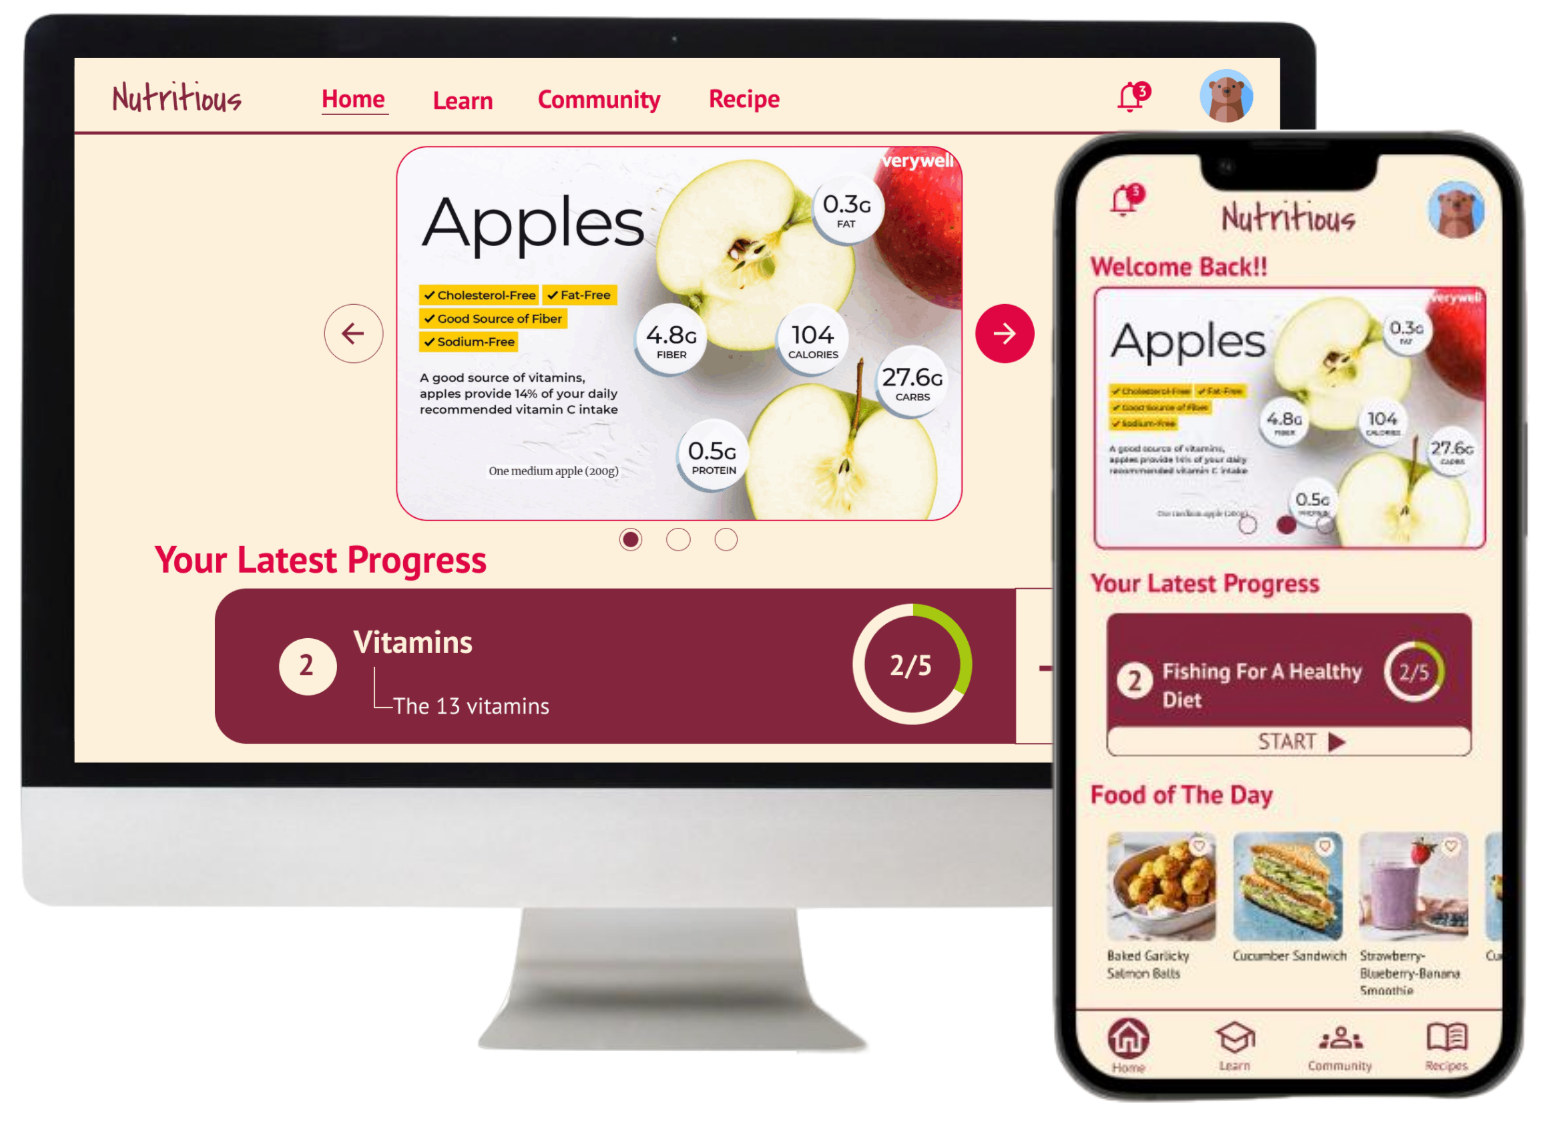 Nutritious
Home
Learn
Community
Recipe
3
verywell
Apples
0.3G
FAT
✔ Cholesterol-Free ✔ Fat-Free
✔ Good Source of Fiber
✔ Sodium-Free
4.8G
FIBER
104
CALORIES
27.6G
CARBS
A good source of vitamins,
apples provide 14% of your daily
recommended vitamin C intake
0.5G
PROTEIN
One medium apple (200g)
Your Latest Progress
2
Vitamins
The 13 vitamins
2/5
3
Nutritious
Welcome Back!!
verywell
Apples
0.3G
FAT
✔ Cholesterol-Free ✔ Fat-Free
✔ Good Source of Fiber
✔ Sodium-Free
4.8G
FIBER
104
CALORIES
27.6G
CARBS
A good source of vitamins,
apples provide 14% of your daily
recommended vitamin C intake
0.5G
PROTEIN
One medium apple (200g)
Your Latest Progress
2
Fishing For A Healthy
Diet
2/5
START
Food of The Day
Baked Garlicky
Salmon Balls
Cucumber Sandwich
Strawberry-
Blueberry-Banana
Smoothie
Cu
Home
Learn
Community
Recipes